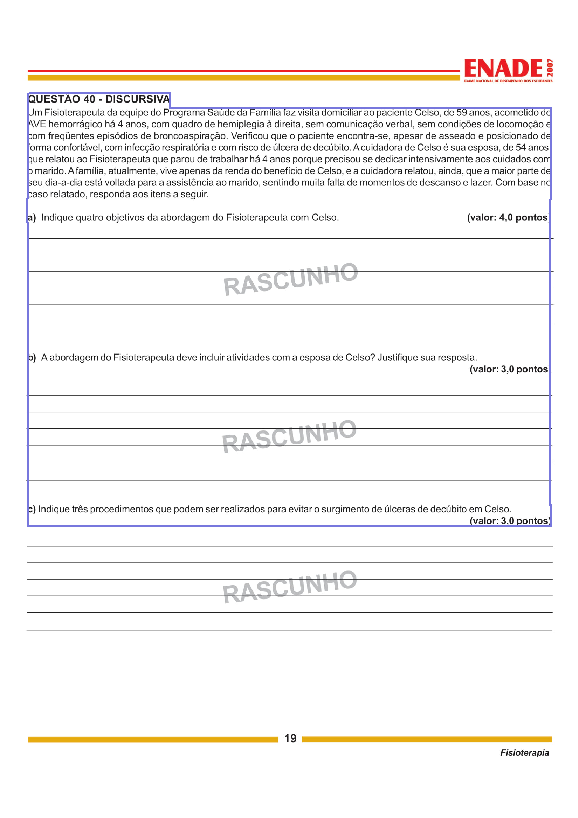 ENADE 2007
EXAME NACIONAL DE DESEMPENHO DOS ESTUDANTES
QUESTÃO 40 - DISCURSIVA
Um Fisioterapeuta da equipe do Programa Saúde da Família faz visita domiciliar ao paciente Celso, de 59 anos, acometido do
AVE hemorrágico há 4 anos, com quadro de hemiplegia à direita, sem comunicação verbal, sem condições de locomoção e
com freqüentes episódios de broncoaspiração. Verificou que o paciente encontra-se, apesar de asseado e posicionado de
forma confortável, com infecção respiratória e com risco de úlcera de decúbito. A cuidadora de Celso é sua esposa, de 54 anos,
que relatou ao Fisioterapeuta que parou de trabalhar há 4 anos porque precisou se dedicar intensivamente aos cuidados com
o marido. A família, atualmente, vive apenas da renda do benefício de Celso, e a cuidadora relatou, ainda, que a maior parte de
seu dia-a-dia está voltada para a assistência ao marido, sentindo muita falta de momentos de descanso e lazer. Com base no
caso relatado, responda aos itens a seguir.
a) Indique quatro objetivos da abordagem do Fisioterapeuta com Celso. (valor: 4,0 pontos)
RASCUNHO
b) A abordagem do Fisioterapeuta deve incluir atividades com a esposa de Celso? Justifique sua resposta.
(valor: 3,0 pontos)
RASCUNHO
c) Indique três procedimentos que podem ser realizados para evitar o surgimento de úlceras de decúbito em Celso.
(valor: 3,0 pontos)
RASCUNHO
19
Fisioterapia